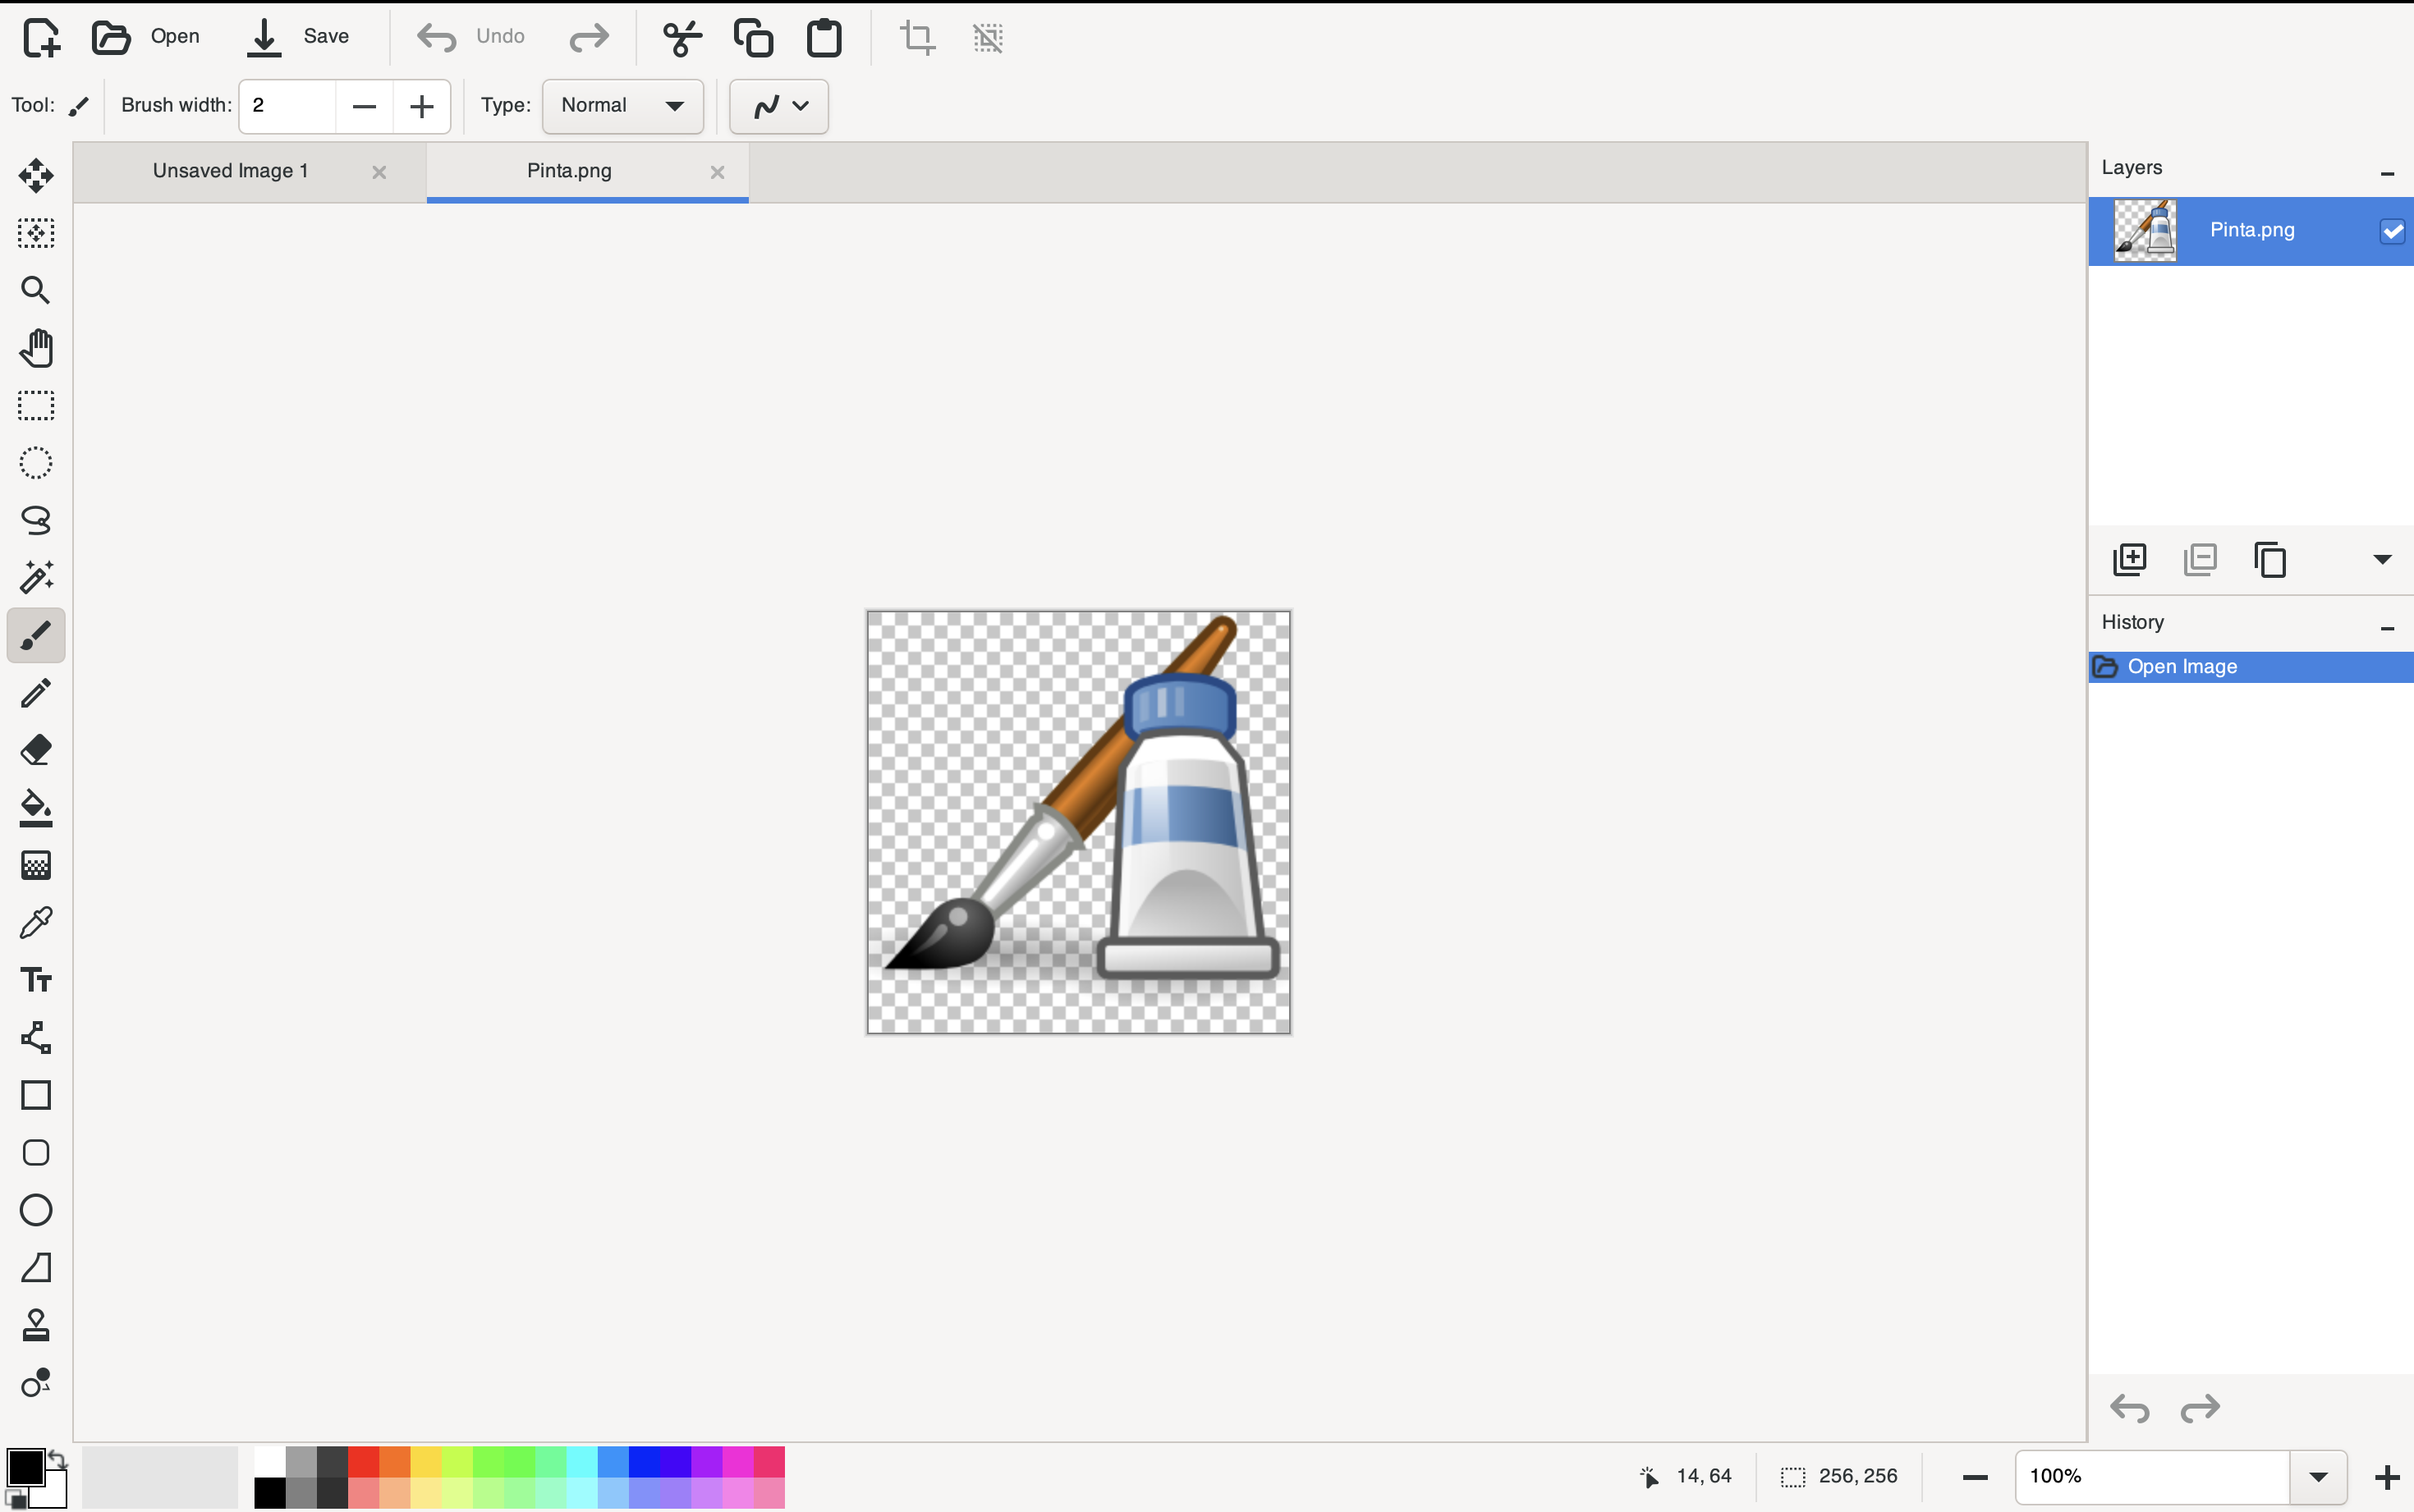 Open Save Undo
Tool: Brush width: 2 Type: Normal
Unsaved Image 1 Pinta.png
Layers
Pinta.png
History
Open Image
14, 64 256, 256 100%